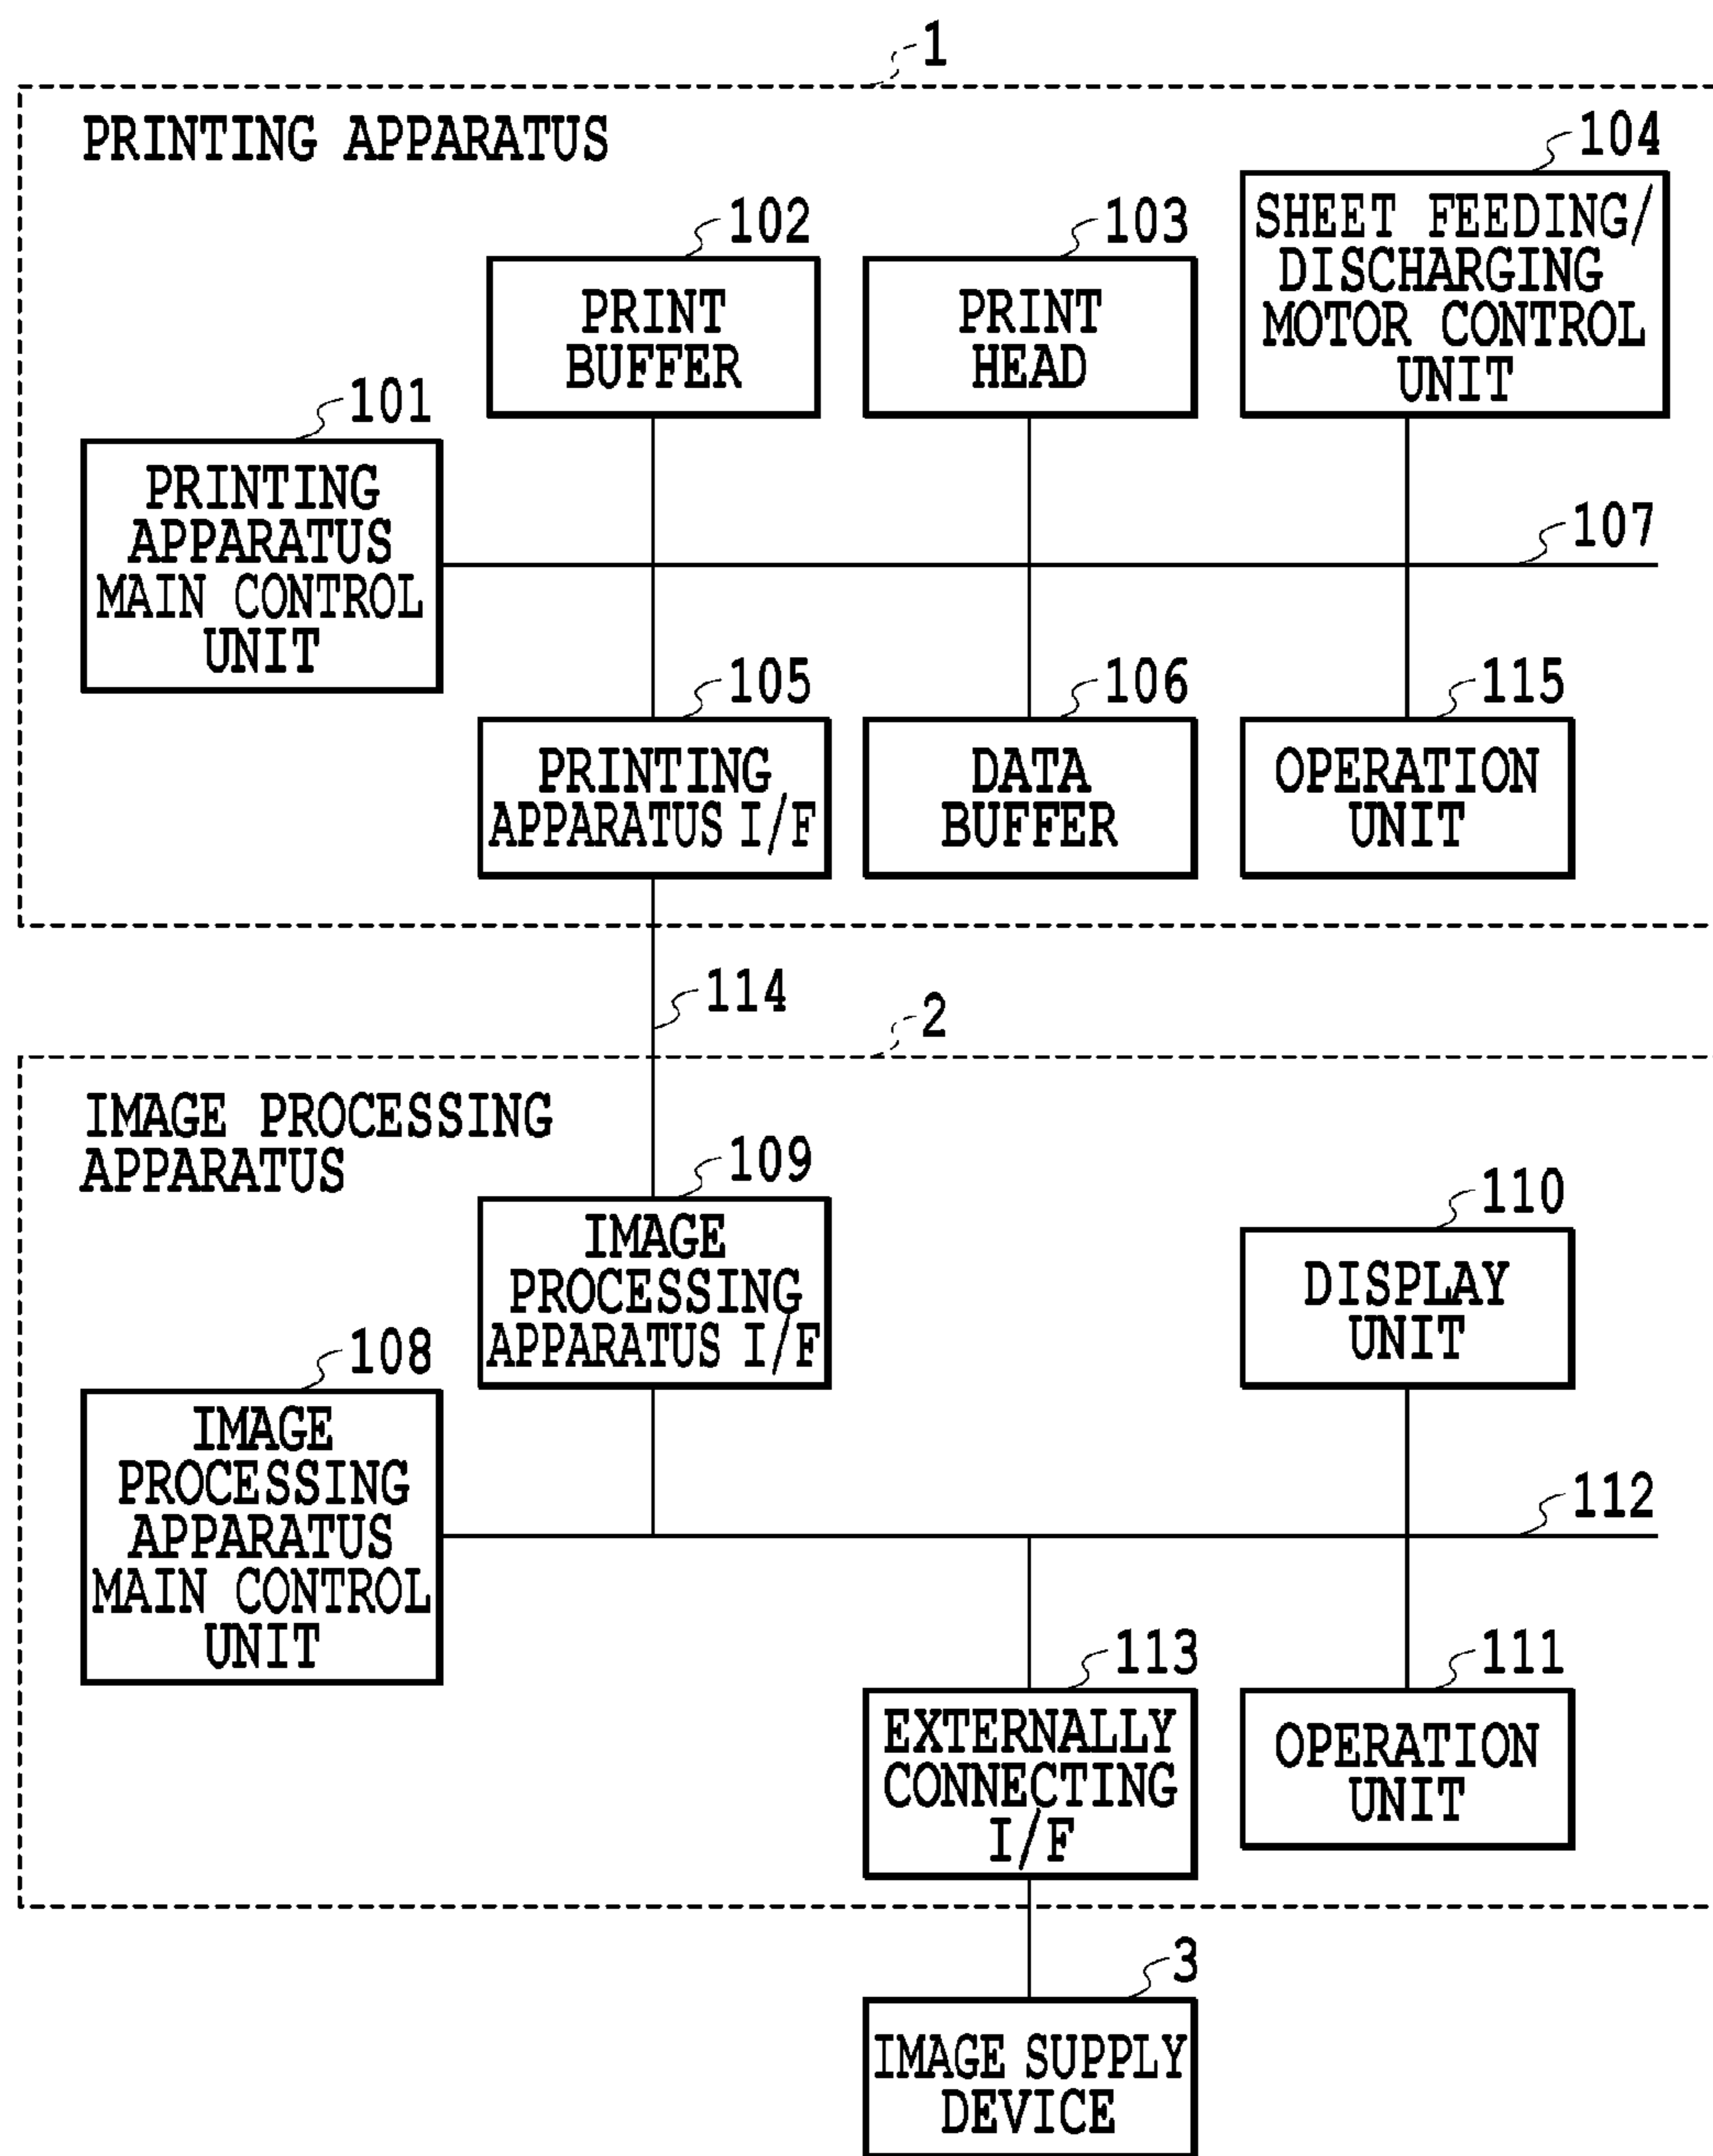 1
PRINTING APPARATUS
104
SHEET FEEDING/
DISCHARGING
MOTOR CONTROL
UNIT
102
PRINT
BUFFER
103
PRINT
HEAD
101
PRINTING
APPARATUS
MAIN CONTROL
UNIT
107
105
PRINTING
APPARATUS I/F
106
DATA
BUFFER
115
OPERATION
UNIT
114
2
IMAGE PROCESSING
APPARATUS
109
IMAGE
PROCESSING
APPARATUS I/F
110
DISPLAY
UNIT
108
IMAGE
PROCESSING
APPARATUS
MAIN CONTROL
UNIT
112
113
EXTERNALLY
CONNECTING
I/F
111
OPERATION
UNIT
3
IMAGE SUPPLY
DEVICE